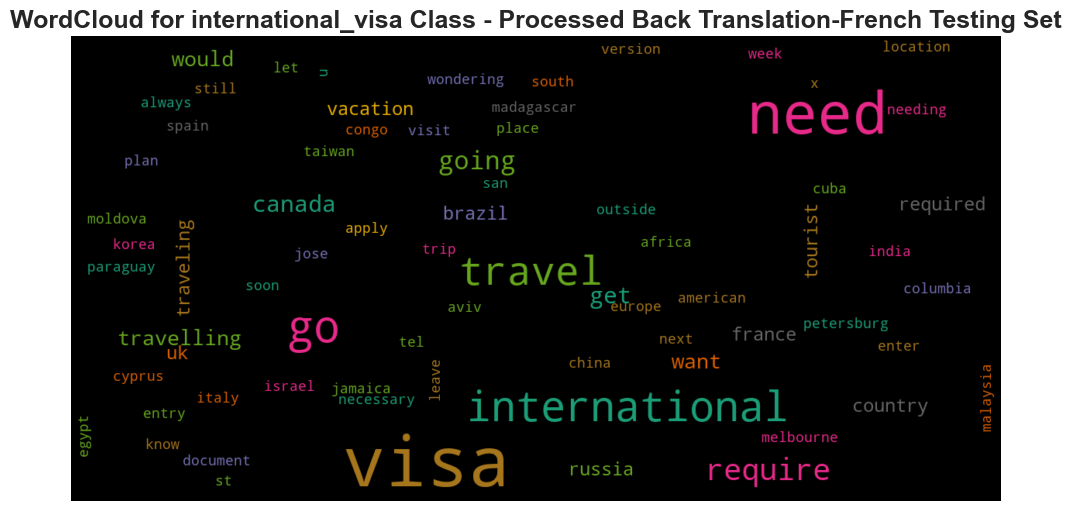 WordCloud for international_visa Class - Processed Back Translation-French Testing Set
version
week
location
would
let
n
wondering
south
x
still
always
vacation
madagascar
need
needing
spain
congo
visit
place
plan
taiwan
going
san
cuba
canada
brazil
outside
required
moldova
apply
korea
jose
trip
africa
tourist
india
paraguay
traveling
soon
travel
get
europe
american
columbia
aviv
petersburg
travelling
go
tel
next
france
enter
uk
want
china
cyprus
israel
jamaica
necessary
leave
italy
entry
international
country
malaysia
egypt
know
melbourne
document
visa
russia
require
st